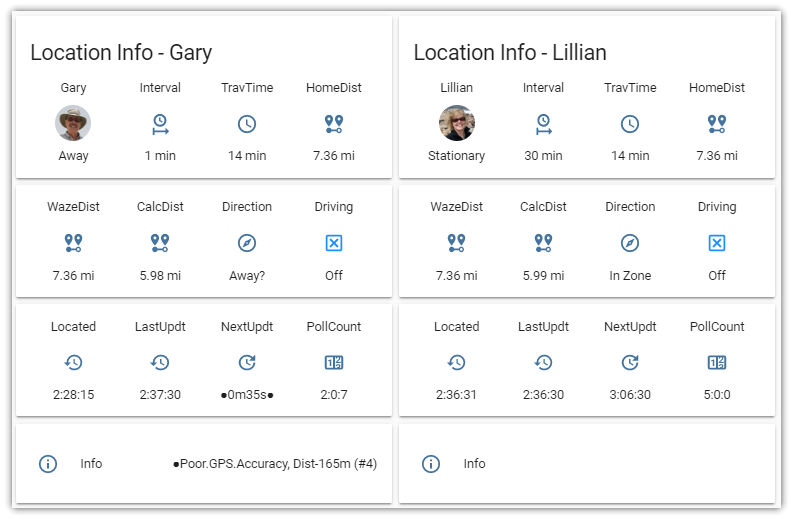 Location Info - Gary
Gary Interval TravTime HomeDist
Away 1 min 14 min 7.36 mi
WazeDist CalcDist Direction Driving
7.36 mi 5.98 mi Away? Off
Located LastUpdt NextUpdt PollCount
2:28:15 2:37:30 ●0m35s● 2:0:7
Info ●Poor.GPS.Accuracy, Dist-165m (#4)
Location Info - Lillian
Lillian Interval TravTime HomeDist
Stationary 30 min 14 min 7.36 mi
WazeDist CalcDist Direction Driving
7.36 mi 5.99 mi In Zone Off
Located LastUpdt NextUpdt PollCount
2:36:31 2:36:30 3:06:30 5:0:0
Info